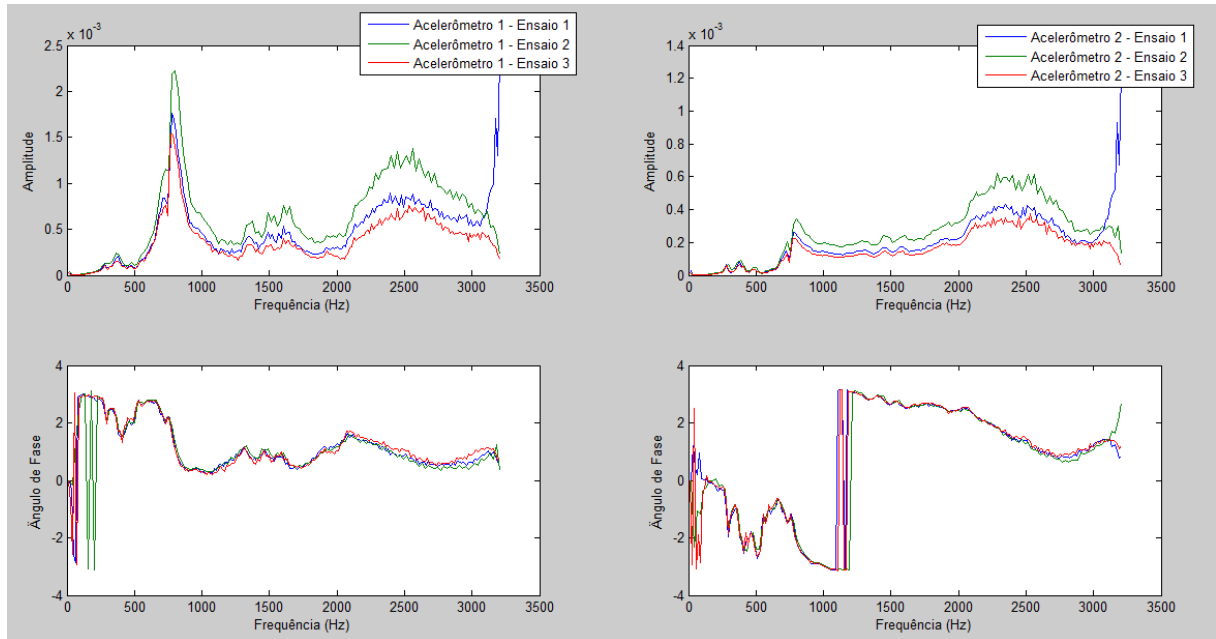 x 10^-3
Acelerômetro 1 - Ensaio 1
Acelerômetro 1 - Ensaio 2
Acelerômetro 1 - Ensaio 3
2.5
2
1.5
1
0.5
0
Amplitude
0 500 1000 1500 2000 2500 3000 3500
Frequência (Hz)
x 10^-3
Acelerômetro 2 - Ensaio 1
Acelerômetro 2 - Ensaio 2
Acelerômetro 2 - Ensaio 3
1.4
1.2
1
0.8
0.6
0.4
0.2
0
Amplitude
0 500 1000 1500 2000 2500 3000 3500
Frequência (Hz)
4
2
0
-2
-4
Ângulo de Fase
0 500 1000 1500 2000 2500 3000 3500
Frequência (Hz)
4
2
0
-2
-4
Ângulo de Fase
0 500 1000 1500 2000 2500 3000 3500
Frequência (Hz)